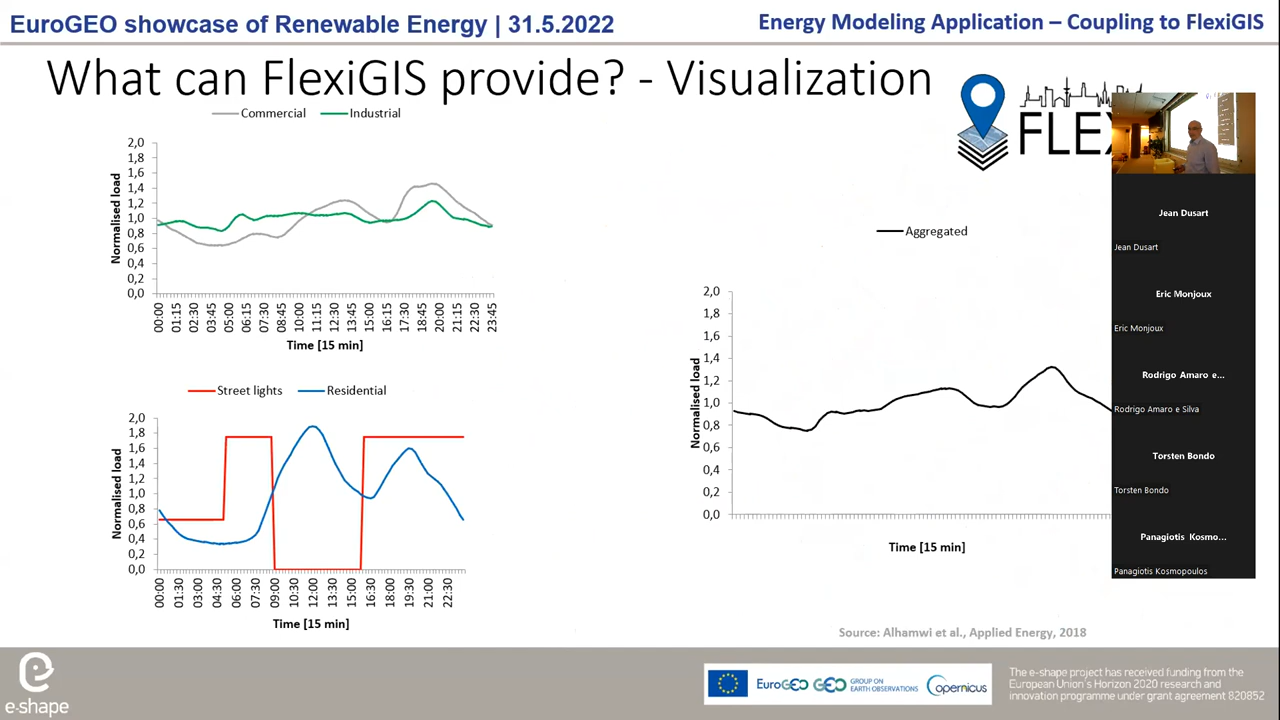 EuroGEO showcase of Renewable Energy | 31.5.2022
Energy Modeling Application – Coupling to FlexiGIS
What can FlexiGIS provide? - Visualization
FLEX
Commercial
Industrial
2,0
1,8
1,6
1,4
1,2
1,0
0,8
0,6
0,4
0,2
0,0
Normalised load
00:00
01:15
02:30
03:45
05:00
06:15
07:30
08:45
10:00
11:15
12:30
13:45
15:00
16:15
17:30
18:45
20:00
21:15
22:30
23:45
Time [15 min]
Street lights
Residential
2,0
1,8
1,6
1,4
1,2
1,0
0,8
0,6
0,4
0,2
0,0
Normalised load
00:00
01:30
03:00
04:30
06:00
07:30
09:00
10:30
12:00
13:30
15:00
16:30
18:00
19:30
21:00
22:30
Time [15 min]
Aggregated
2,0
1,8
1,6
1,4
1,2
1,0
0,8
0,6
0,4
0,2
0,0
Normalised load
Time [15 min]
Jean Dusart
Jean Dusart
Eric Monjoux
Eric Monjoux
Rodrigo Amaro e...
Rodrigo Amaro e Silva
Torsten Bondo
Torsten Bondo
Panagiotis Kosmo...
Panagiotis Kosmopoulos
Source: Alhamwi et al., Applied Energy, 2018
e-shape
EuroGEO
GEO
GROUP ON
EARTH OBSERVATIONS
Copernicus
The e-shape project has received funding from the
European Union's Horizon 2020 research and
innovation programme under grant agreement 820852